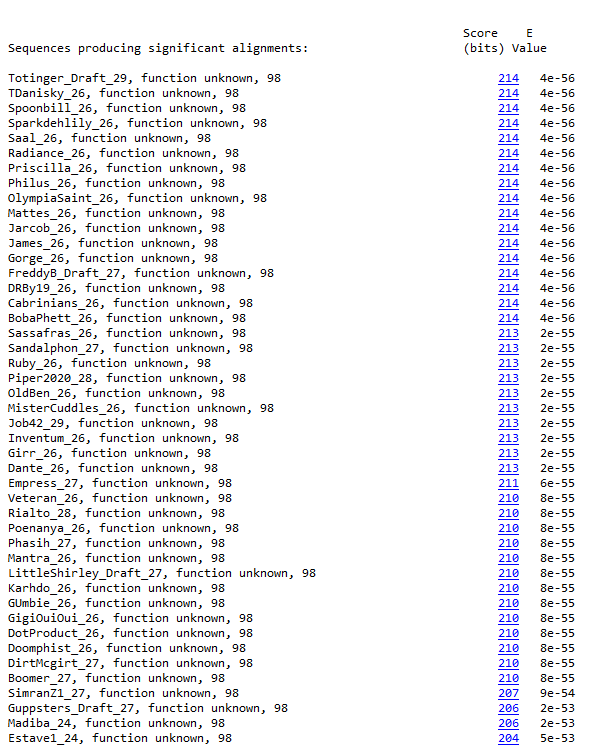 Score E
Sequences producing significant alignments: (bits) Value
Totinger_Draft_29, function unknown, 98 214 4e-56
TDanisky_26, function unknown, 98 214 4e-56
Spoonbill_26, function unknown, 98 214 4e-56
Sparkdehlily_26, function unknown, 98 214 4e-56
Saal_26, function unknown, 98 214 4e-56
Radiance_26, function unknown, 98 214 4e-56
Priscilla_26, function unknown, 98 214 4e-56
Philus_26, function unknown, 98 214 4e-56
OlympiaSaint_26, function unknown, 98 214 4e-56
Mattes_26, function unknown, 98 214 4e-56
Jarcob_26, function unknown, 98 214 4e-56
James_26, function unknown, 98 214 4e-56
Gorge_26, function unknown, 98 214 4e-56
FreddyB_Draft_27, function unknown, 98 214 4e-56
DRBy19_26, function unknown, 98 214 4e-56
Cabrinians_26, function unknown, 98 214 4e-56
BobaPhett_26, function unknown, 98 214 4e-56
Sassafras_26, function unknown, 98 213 2e-55
Sandalphon_27, function unknown, 98 213 2e-55
Ruby_26, function unknown, 98 213 2e-55
Piper2020_28, function unknown, 98 213 2e-55
OldBen_26, function unknown, 98 213 2e-55
MisterCuddles_26, function unknown, 98 213 2e-55
Job42_29, function unknown, 98 213 2e-55
Inventum_26, function unknown, 98 213 2e-55
Girr_26, function unknown, 98 213 2e-55
Dante_26, function unknown, 98 213 2e-55
Empress_27, function unknown, 98 211 6e-55
Veteran_26, function unknown, 98 210 8e-55
Rialto_28, function unknown, 98 210 8e-55
Poenanya_26, function unknown, 98 210 8e-55
Phasih_27, function unknown, 98 210 8e-55
Mantra_26, function unknown, 98 210 8e-55
LittleShirley_Draft_27, function unknown, 98 210 8e-55
Karhdo_26, function unknown, 98 210 8e-55
GUmbie_26, function unknown, 98 210 8e-55
GigiOuiOui_26, function unknown, 98 210 8e-55
DotProduct_26, function unknown, 98 210 8e-55
Doomphist_26, function unknown, 98 210 8e-55
DirtMcgirt_27, function unknown, 98 210 8e-55
Boomer_27, function unknown, 98 210 8e-55
SimranZ1_27, function unknown, 98 207 9e-54
Guppsters_Draft_27, function unknown, 98 206 2e-53
Madiba_24, function unknown, 98 206 2e-53
Estave1_24, function unknown, 98 204 5e-53